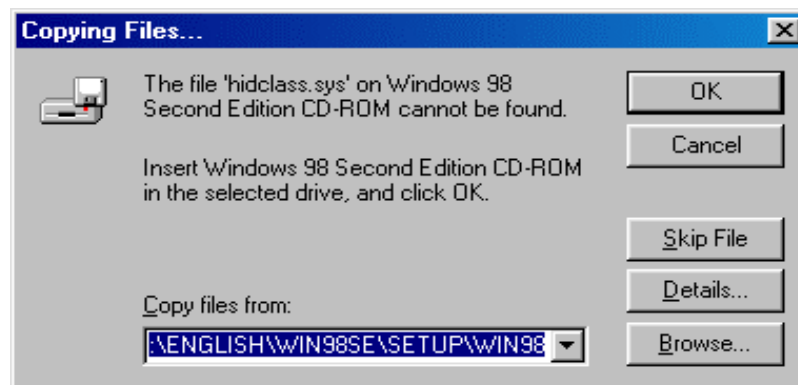 Copying Files...
The file 'hidclass.sys' on Windows 98
Second Edition CD-ROM cannot be found.
Insert Windows 98 Second Edition CD-ROM
in the selected drive, and click OK.
Copy files from:
:\ENGLISH\WIN98SE\SETUP\WIN98
OK
Cancel
Skip File
Details...
Browse...